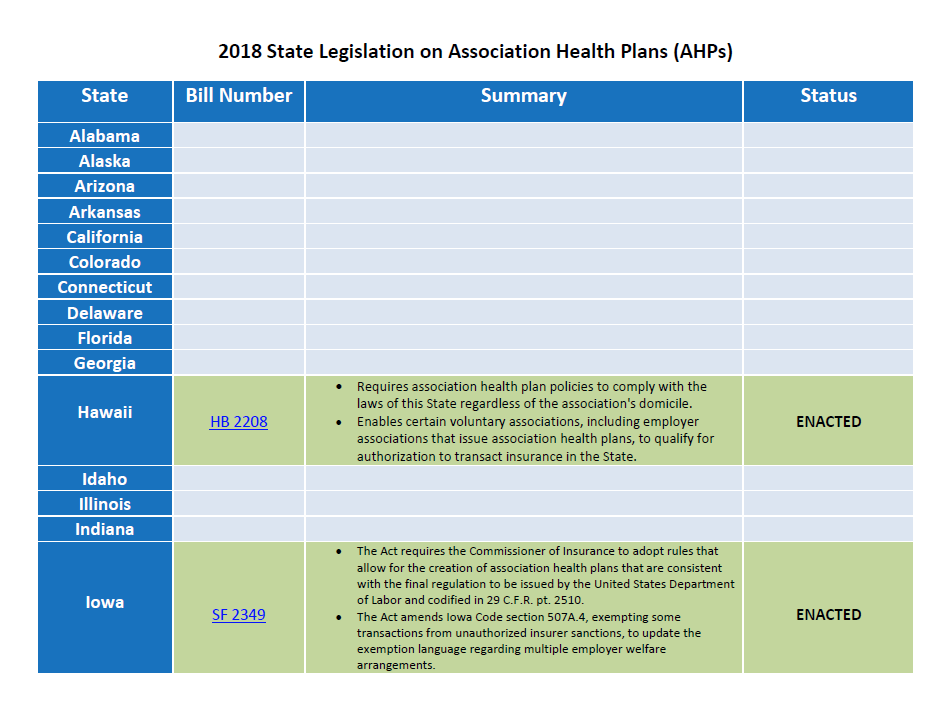 2018 State Legislation on Association Health Plans (AHPs)
State Bill Number Summary Status
Alabama
Alaska
Arizona
Arkansas
California
Colorado
Connecticut
Delaware
Florida
Georgia
Hawaii
HB 2208
• Requires association health plan policies to comply with the
laws of this State regardless of the association's domicile.
• Enables certain voluntary associations, including employer
associations that issue association health plans, to qualify for
authorization to transact insurance in the State.
ENACTED
Idaho
Illinois
Indiana
Iowa
SF 2349
• The Act requires the Commissioner of Insurance to adopt rules that
allow for the creation of association health plans that are consistent
with the final regulation to be issued by the United States Department
of Labor and codified in 29 C.F.R. pt. 2510.
• The Act amends Iowa Code section 507A.4, exempting some
transactions from unauthorized insurer sanctions, to update the
exemption language regarding multiple employer welfare
arrangements.
ENACTED